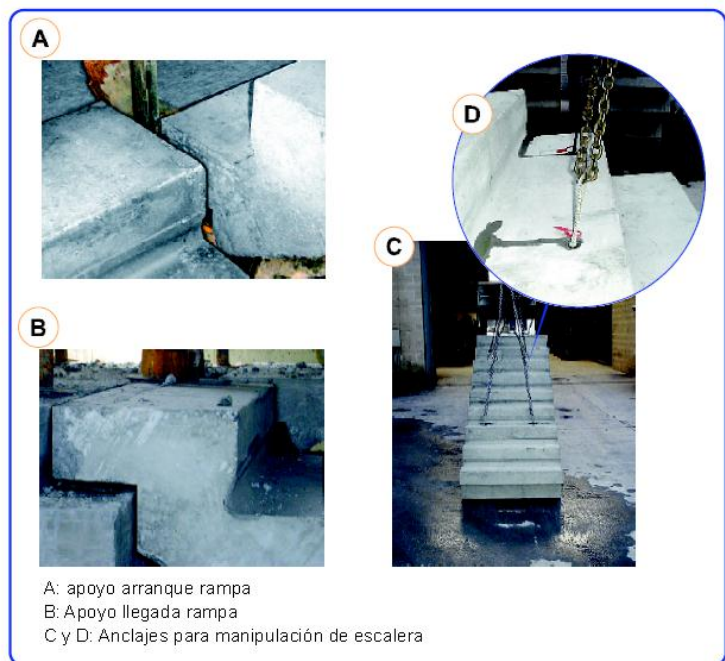 A
D
C
B
A: apoyo arranque rampa
B: Apoyo llegada rampa
C y D: Anclajes para manipulación de escalera